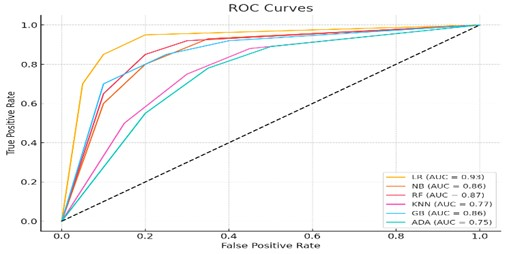 ROC Curves
True Positive Rate
1.0
0.8
0.6
0.4
0.2
0.0
LR (AUC = 0.93)
NB (AUC = 0.86)
RF (AUC = 0.87)
KNN (AUC = 0.77)
GB (AUC = 0.86)
ADA (AUC = 0.75)
0.0 0.2 0.4 0.6 0.8 1.0
False Positive Rate